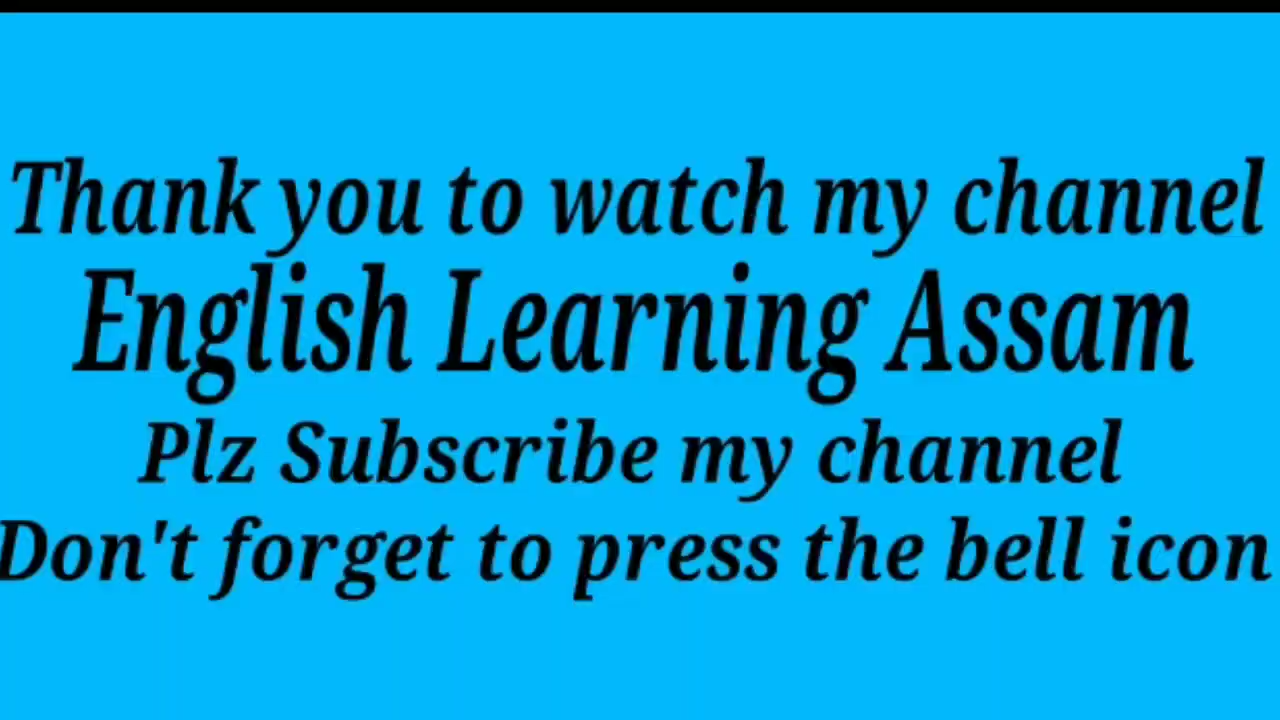 Thank you to watch my channel
English Learning Assam
Plz Subscribe my channel
Don't forget to press the bell icon